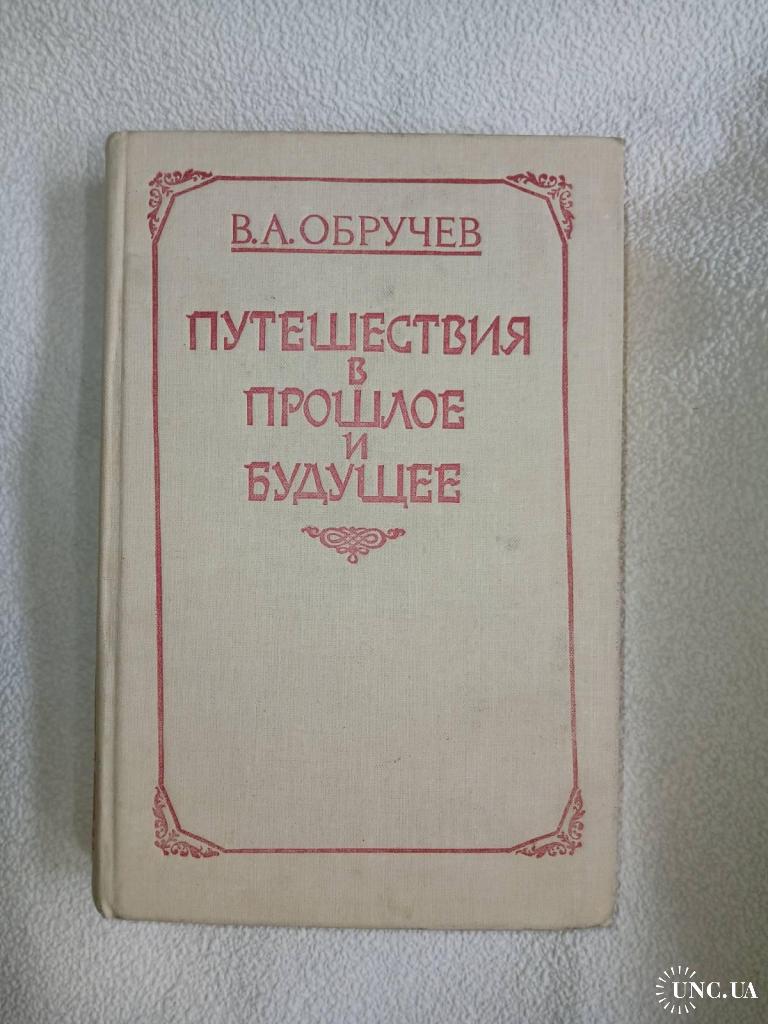 В.А.ОБРУЧЕВ
ПУТЕШЕСТВИЯ
В
ПРОШЛОЕ
И
БУДУЩЕЕ
UNC.UA